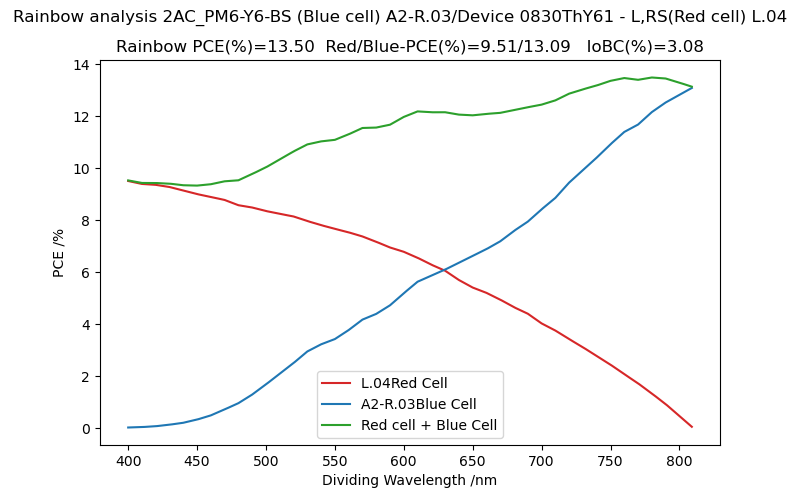 Rainbow analysis 2AC_PM6-Y6-BS (Blue cell) A2-R.03/Device 0830ThY61 - L,RS(Red cell) L.04
Rainbow PCE(%)=13.50  Red/Blue-PCE(%)=9.51/13.09   IoBC(%)=3.08
14
12
10
8
6
4
2
0
PCE /%
L.04Red Cell
A2-R.03Blue Cell
Red cell + Blue Cell
400 450 500 550 600 650 700 750 800
Dividing Wavelength /nm